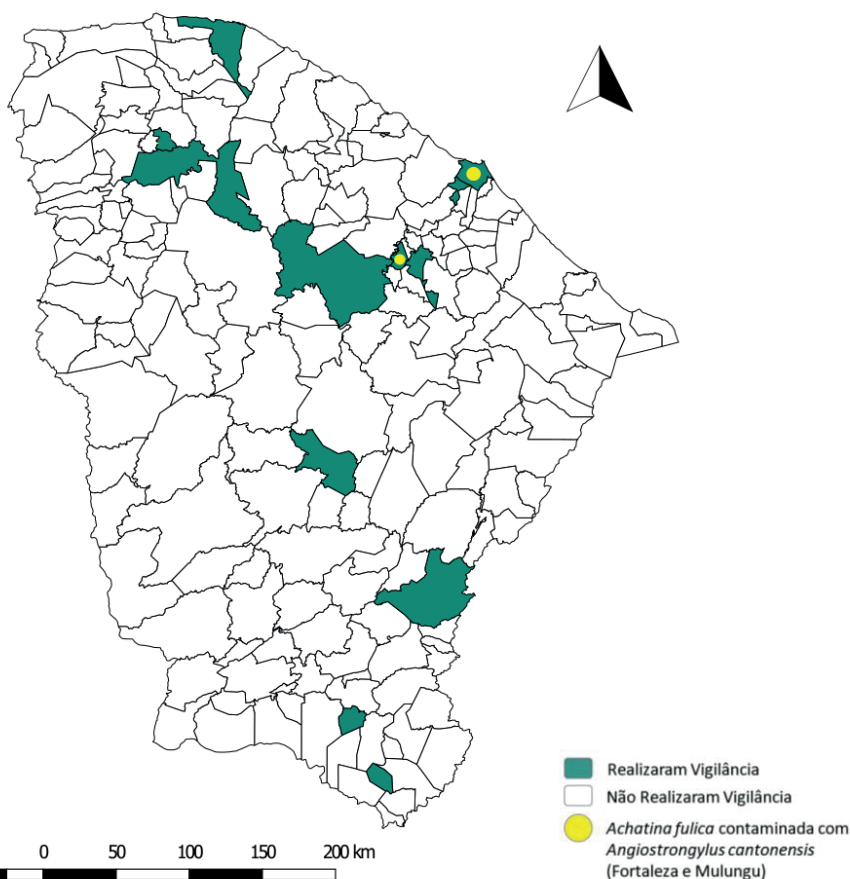 Realizaram Vigilância
Não Realizaram Vigilância
Achatina fulica contaminada com
Angiostrongylus cantonensis
(Fortaleza e Mulungu)
0 50 100 150 200 km